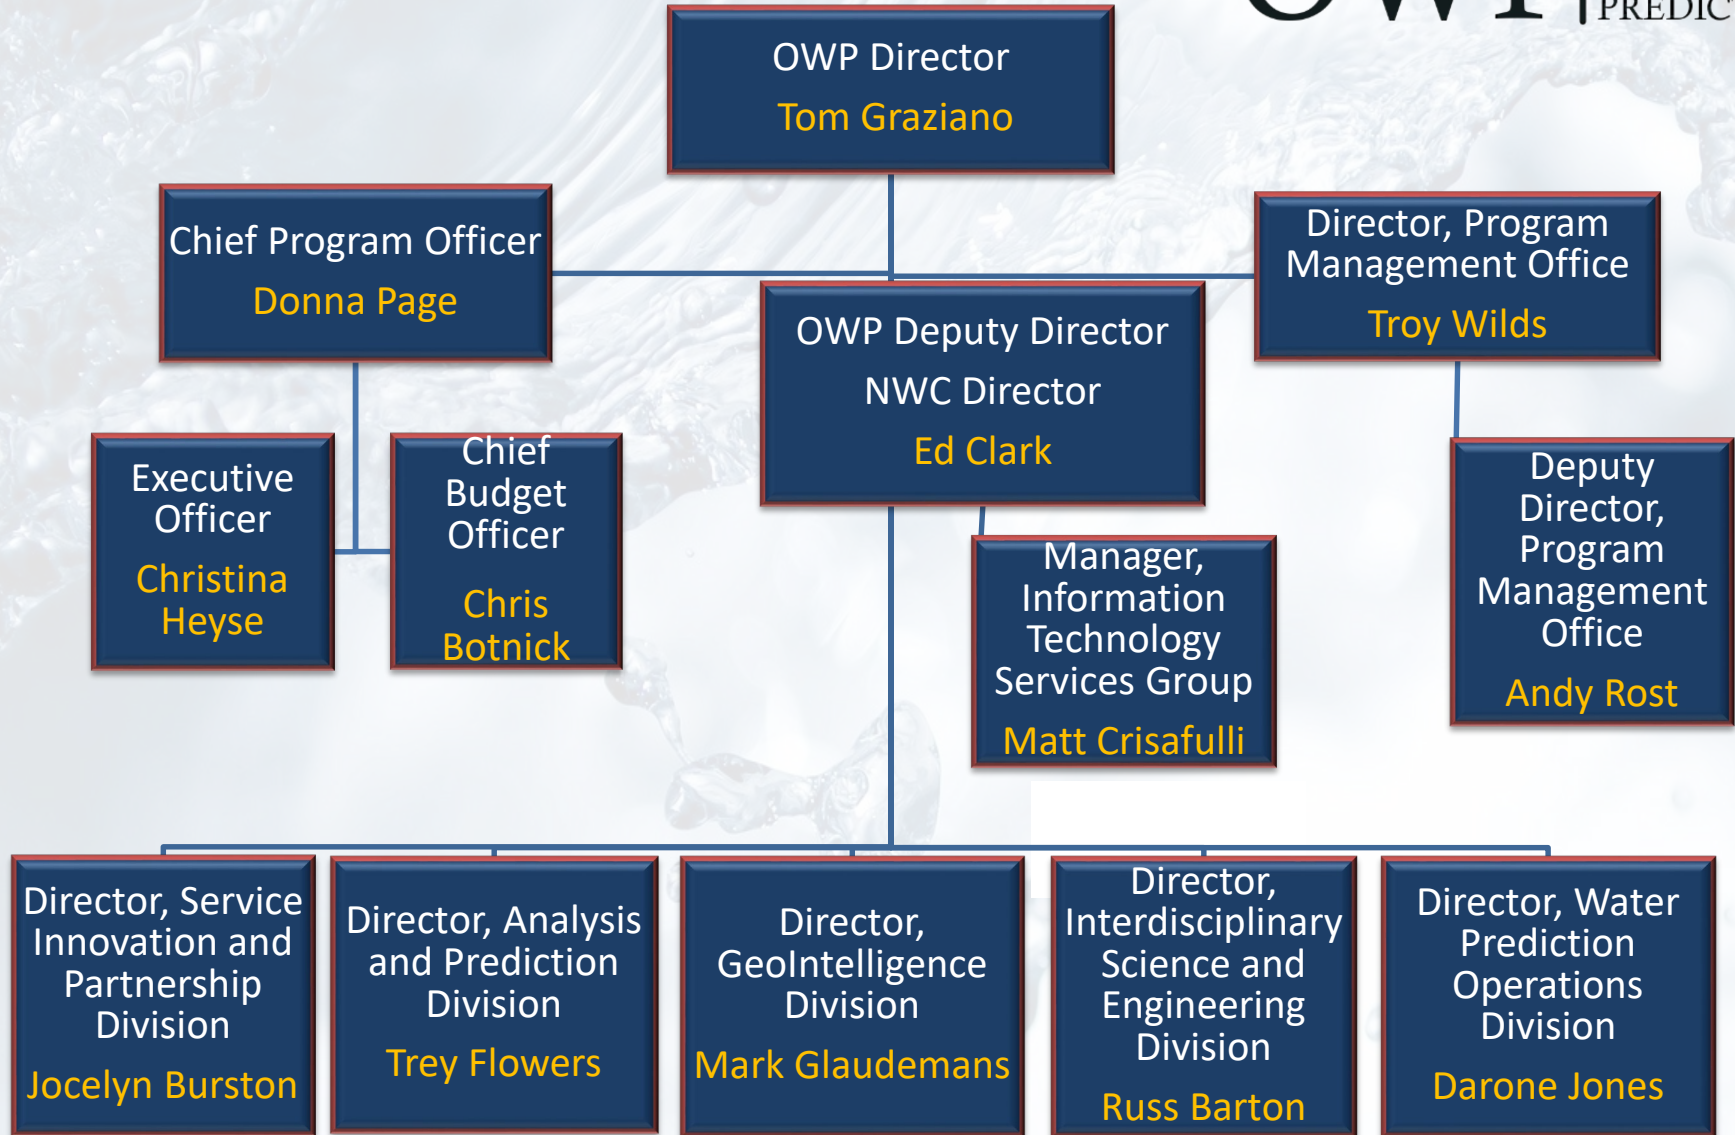 OWP
PREDIC
OWP Director
Tom Graziano
Chief Program Officer
Donna Page
Director, Program
Management Office
Troy Wilds
OWP Deputy Director
NWC Director
Ed Clark
Executive
Officer
Christina
Heyse
Chief
Budget
Officer
Chris
Botnick
Manager,
Information
Technology
Services Group
Matt Crisafulli
Deputy
Director,
Program
Management
Office
Andy Rost
Director, Service
Innovation and
Partnership
Division
Jocelyn Burston
Director, Analysis
and Prediction
Division
Trey Flowers
Director,
GeoIntelligence
Division
Mark Glaudemans
Director,
Interdisciplinary
Science and
Engineering
Division
Russ Barton
Director, Water
Prediction
Operations
Division
Darone Jones